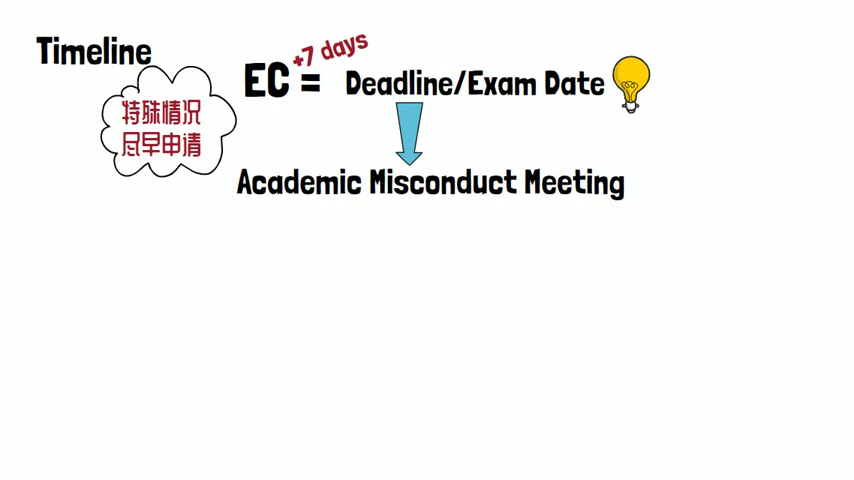 Timeline
特殊情况
尽早申请
EC = +7 days Deadline/Exam Date
Academic Misconduct Meeting